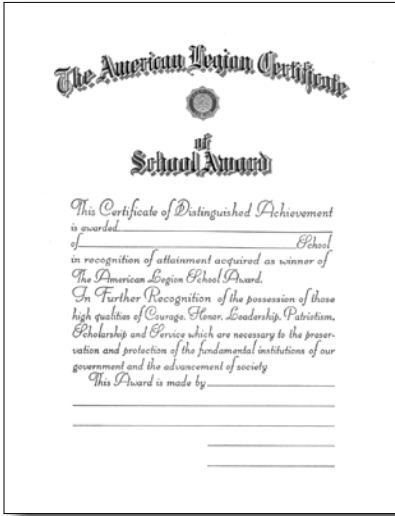 The American Legion Certificate
of
School Award
This Certificate of Distinguished Achievement
is awarded
of School
in recognition of attainment acquired as winner of
The American Legion School Award.
In Further Recognition of the possession of those
high qualities of Courage, Honor, Leadership, Patriotism,
Scholarship and Service which are necessary to the preser-
vation and protection of the fundamental institutions of our
government and the advancement of society
This Award is made by